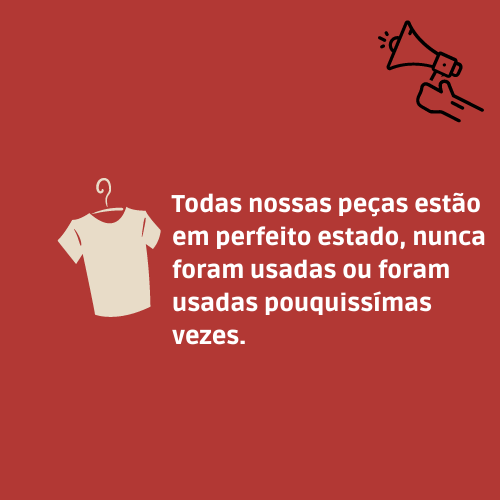 Todas nossas peças estão
em perfeito estado, nunca
foram usadas ou foram
usadas pouquissímas
vezes.